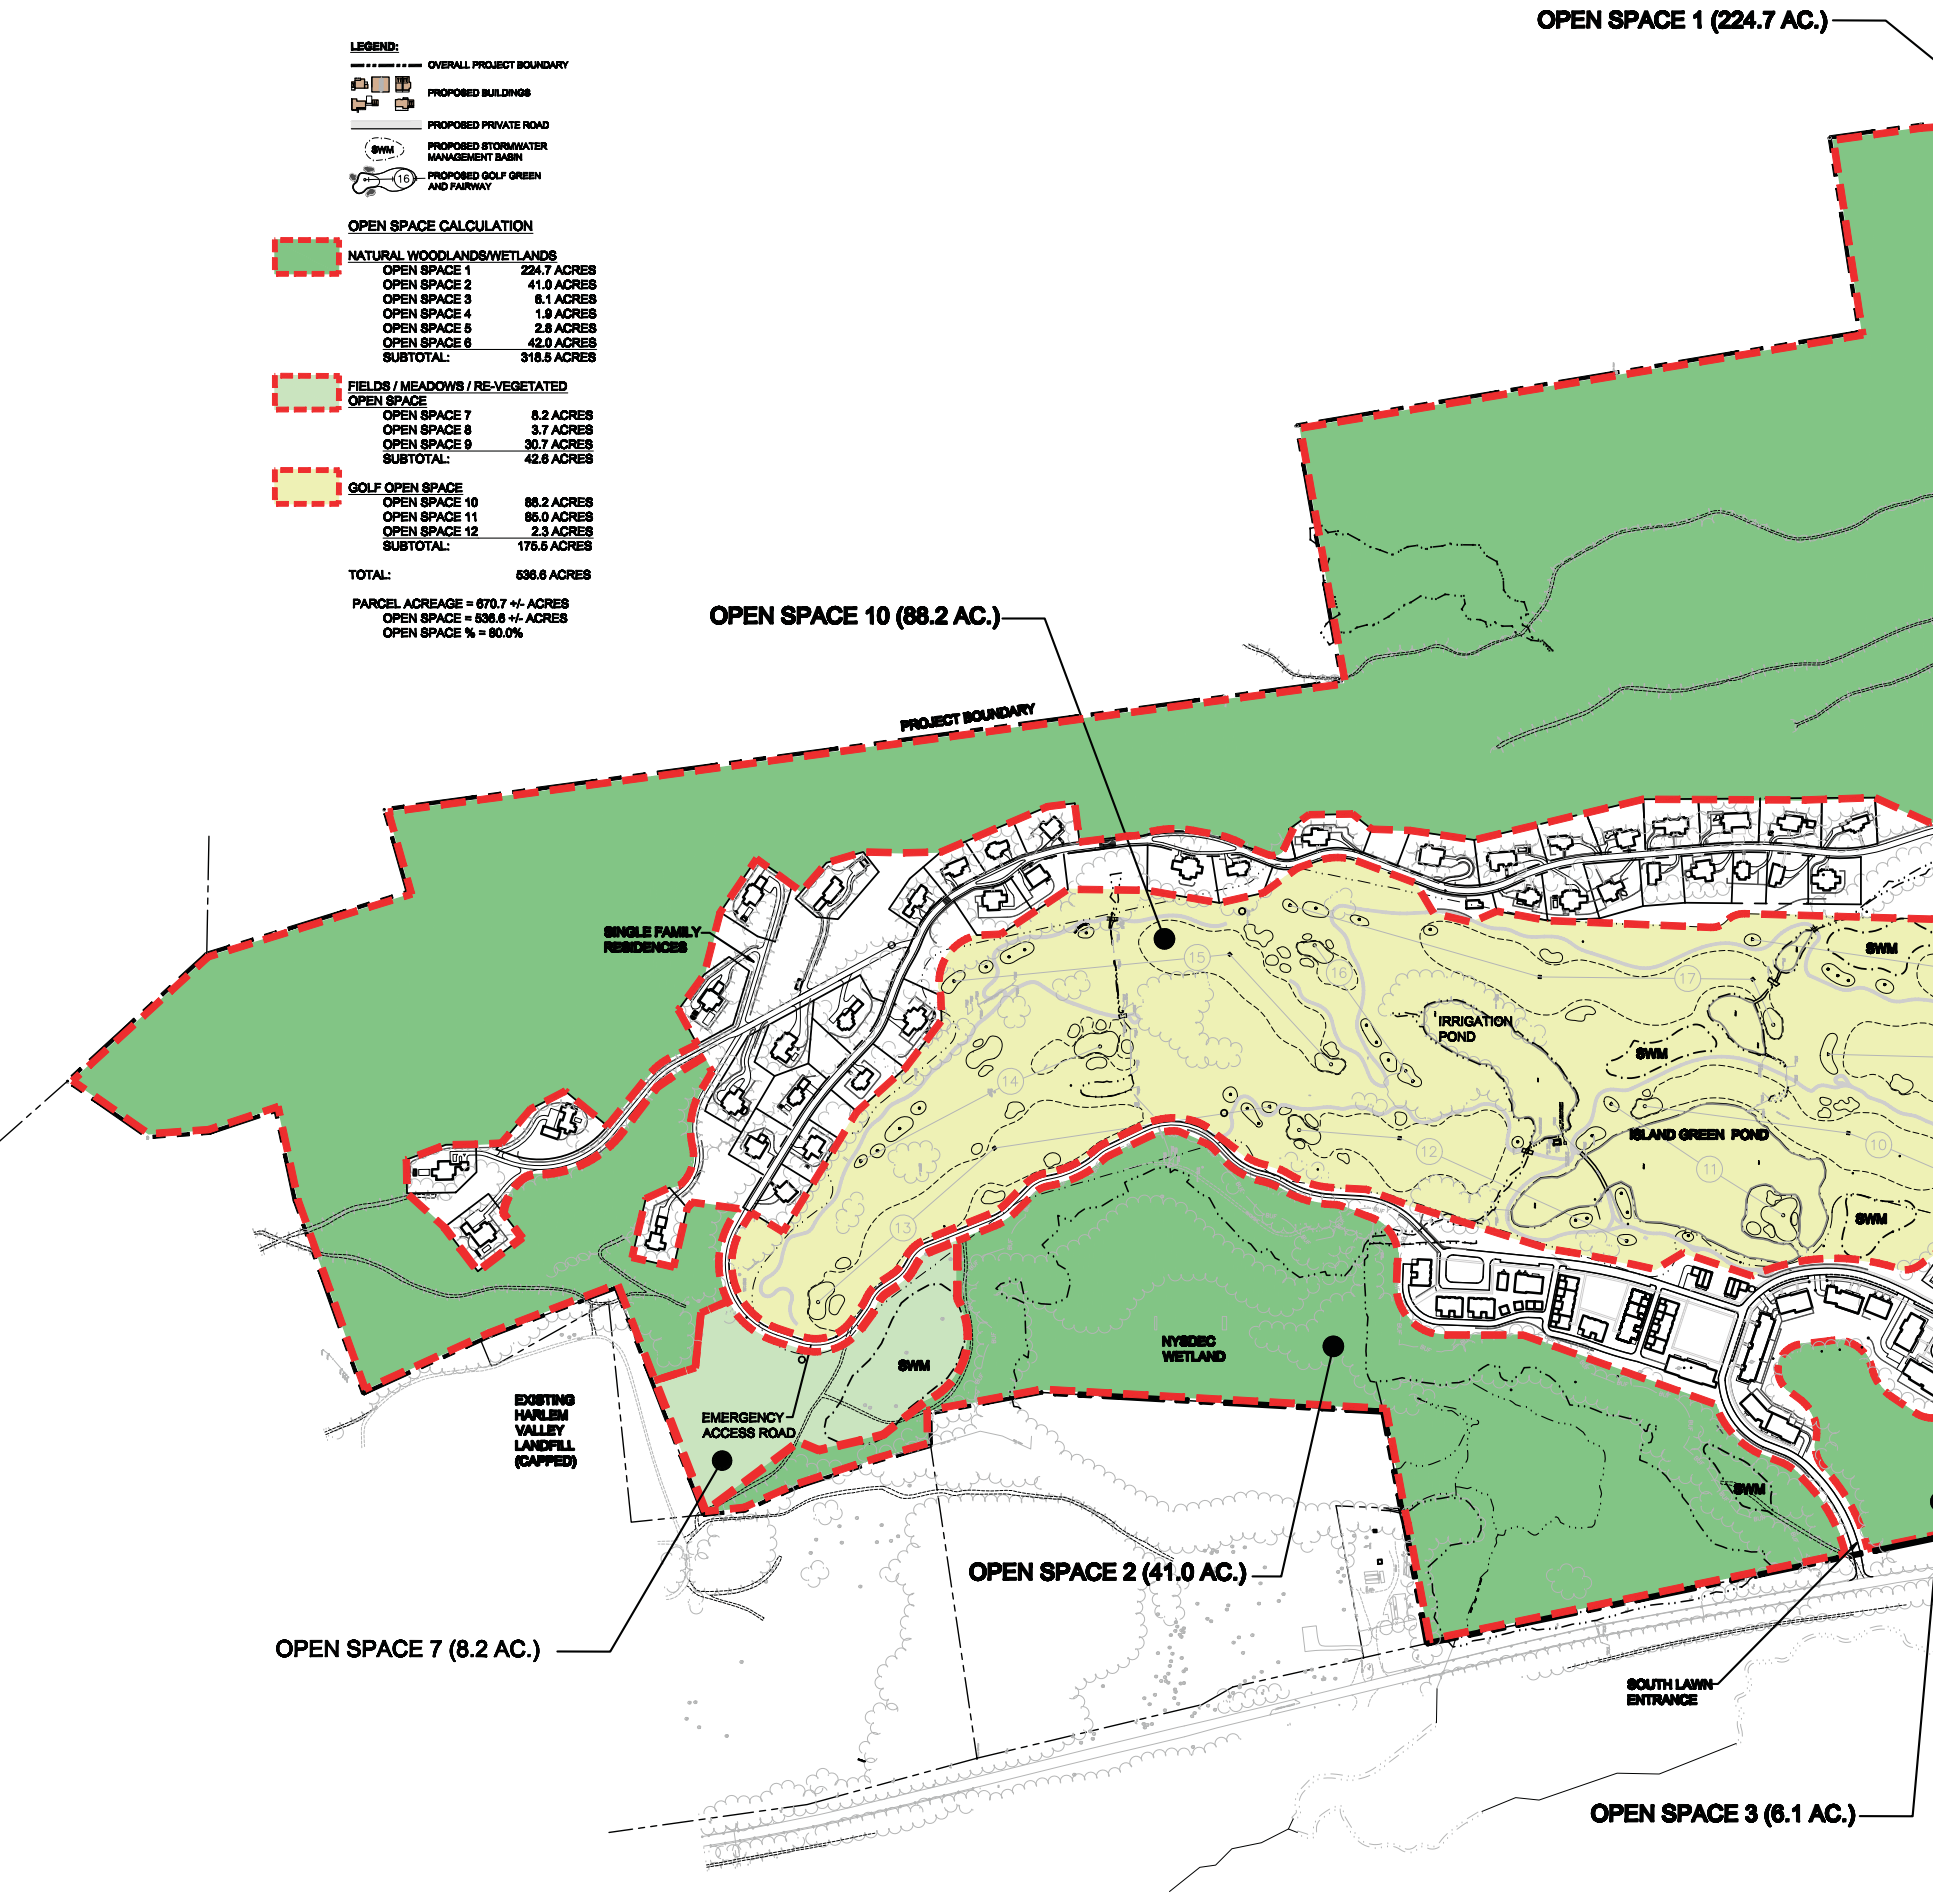 OPEN SPACE 1 (224.7 AC.)
LEGEND:
OVERALL PROJECT BOUNDARY
PROPOSED BUILDINGS
PROPOSED PRIVATE ROAD
SWM
PROPOSED STORMWATER
MANAGEMENT BASIN
16
PROPOSED GOLF GREEN
AND FAIRWAY
OPEN SPACE CALCULATION
NATURAL WOODLANDS/WETLANDS
OPEN SPACE 1 224.7 ACRES
OPEN SPACE 2 41.0 ACRES
OPEN SPACE 3 6.1 ACRES
OPEN SPACE 4 1.9 ACRES
OPEN SPACE 5 2.8 ACRES
OPEN SPACE 6 42.0 ACRES
SUBTOTAL: 318.5 ACRES
FIELDS / MEADOWS / RE-VEGETATED
OPEN SPACE
OPEN SPACE 7 8.2 ACRES
OPEN SPACE 8 3.7 ACRES
OPEN SPACE 9 30.7 ACRES
SUBTOTAL: 42.6 ACRES
GOLF OPEN SPACE
OPEN SPACE 10 88.2 ACRES
OPEN SPACE 11 85.0 ACRES
OPEN SPACE 12 2.3 ACRES
SUBTOTAL: 175.5 ACRES
TOTAL: 536.6 ACRES
PARCEL ACREAGE = 670.7 +/- ACRES
OPEN SPACE = 536.6 +/- ACRES
OPEN SPACE % = 80.0%
OPEN SPACE 10 (88.2 AC.)
PROJECT BOUNDARY
SINGLE FAMILY
RESIDENCES
15
16
17
SWM
IRRIGATION
POND
SWM
14
ISLAND GREEN POND
12
11
10
13
SWM
NYSDEC
WETLAND
SWM
EXISTING
HARLEM
VALLEY
LANDFILL
(CAPPED)
EMERGENCY
ACCESS ROAD
SWM
OPEN SPACE 2 (41.0 AC.)
OPEN SPACE 7 (8.2 AC.)
SOUTH LAWN
ENTRANCE
OPEN SPACE 3 (6.1 AC.)